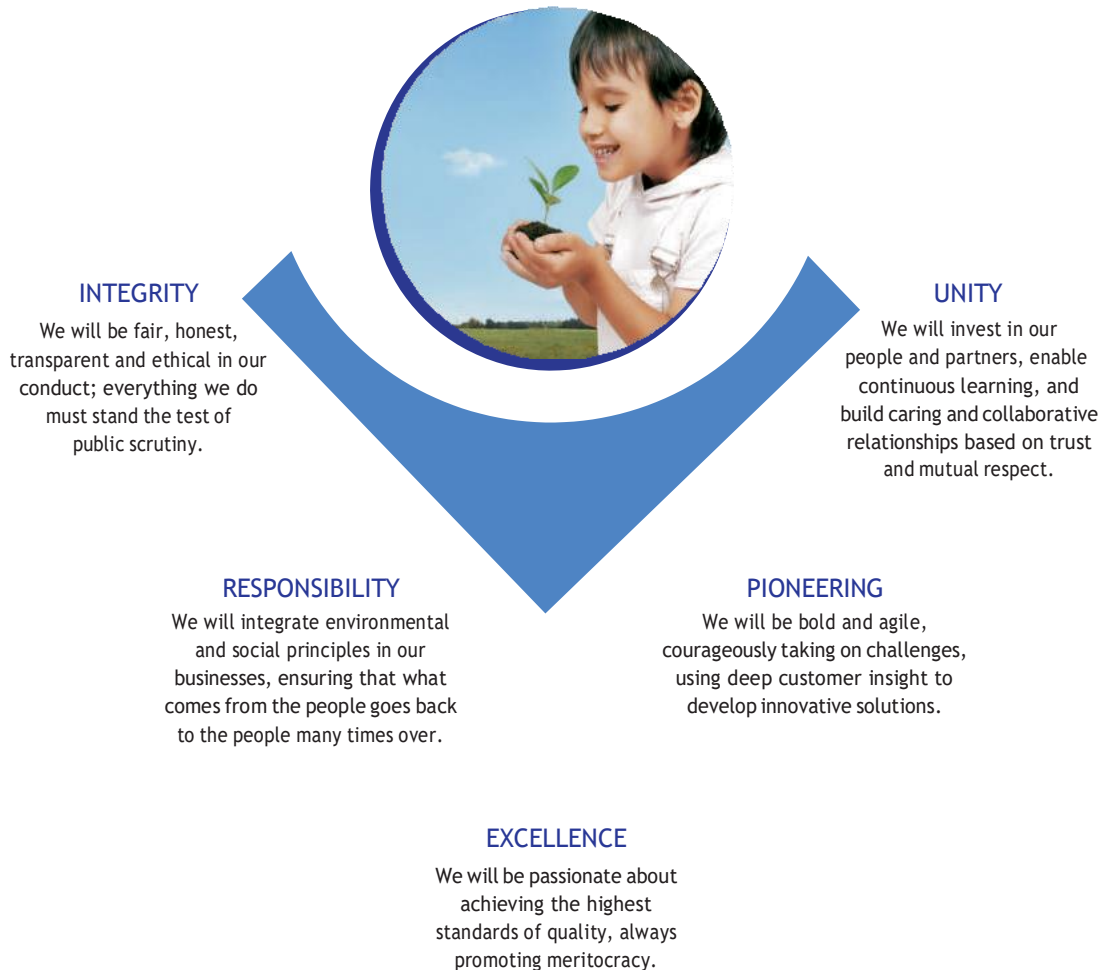 INTEGRITY
We will be fair, honest,
transparent and ethical in our
conduct; everything we do
must stand the test of
public scrutiny.
UNITY
We will invest in our
people and partners, enable
continuous learning, and
build caring and collaborative
relationships based on trust
and mutual respect.
RESPONSIBILITY
We will integrate environmental
and social principles in our
businesses, ensuring that what
comes from the people goes back
to the people many times over.
PIONEERING
We will be bold and agile,
courageously taking on challenges,
using deep customer insight to
develop innovative solutions.
EXCELLENCE
We will be passionate about
achieving the highest
standards of quality, always
promoting meritocracy.